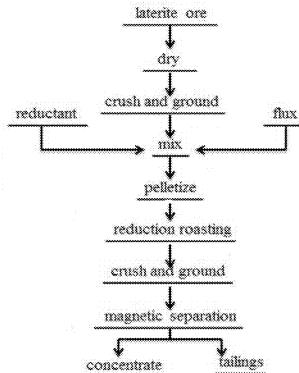 laterite ore
dry
crush and ground
reductant
flux
mix
pelletize
reduction roasting
crush and ground
magnetic separation
concentrate
tailings